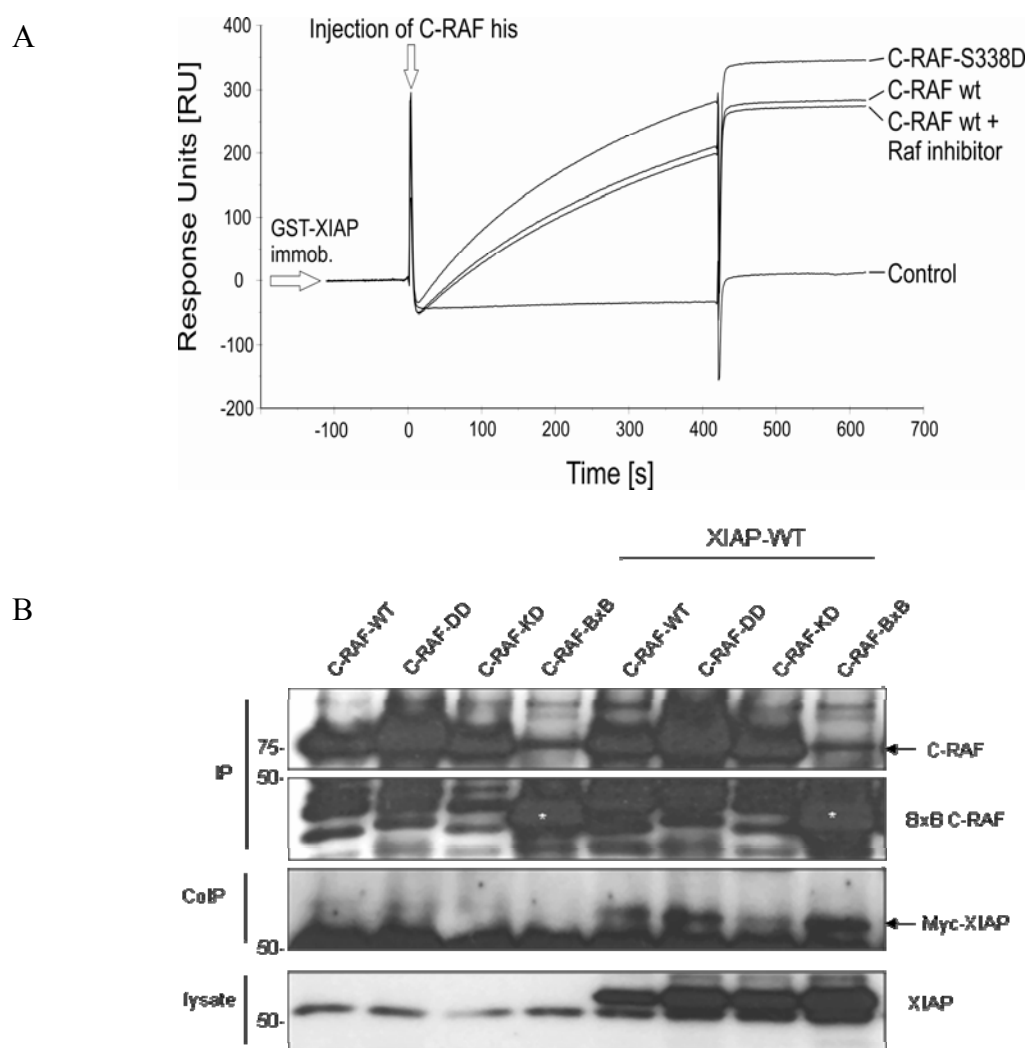 A
Injection of C-RAF his
Response Units [RU]
400
300
200
100
0
-100
-200
GST-XIAP
immob.
C-RAF-S338D
C-RAF wt
C-RAF wt +
Raf inhibitor
Control
-100 0 100 200 300 400 500 600 700
Time [s]
B
XIAP-WT
C-RAF-WT C-RAF-DD C-RAF-KD C-RAF-BxB C-RAF-WT C-RAF-DD C-RAF-KD C-RAF-BxB
IP
75-
C-RAF
50-
* *
BxB C-RAF
CoIP
Myc-XIAP
50-
lysate
XIAP
50-